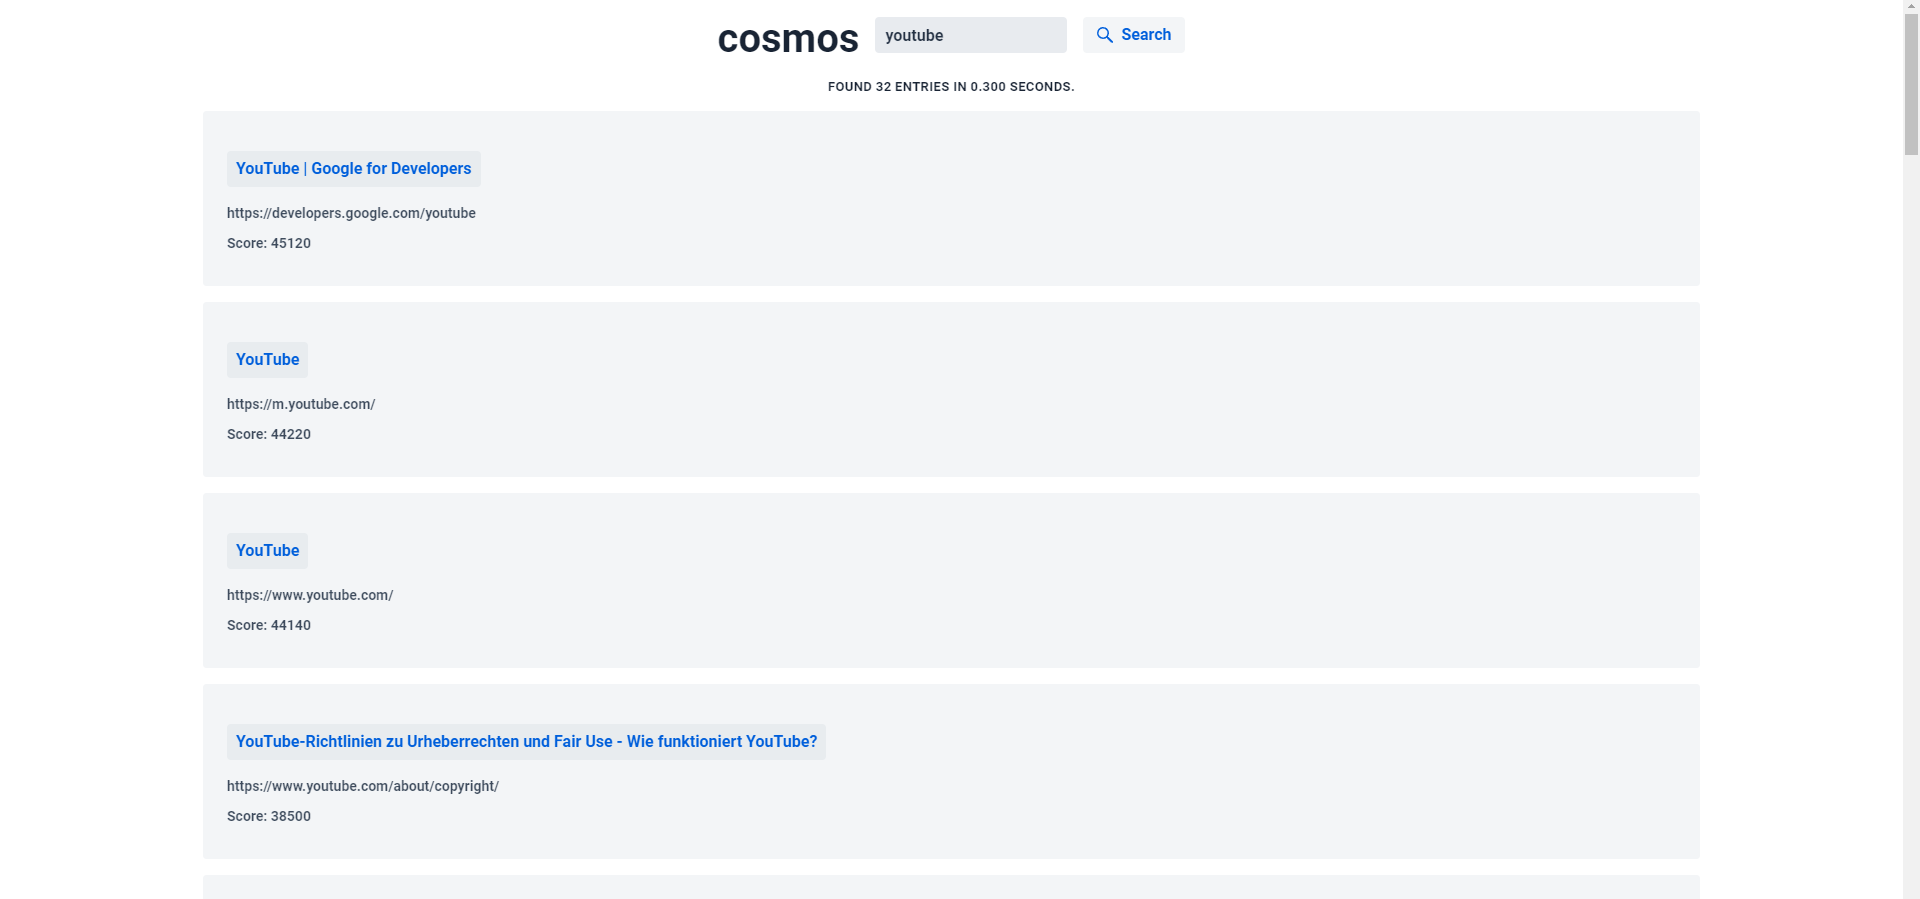 cosmos
youtube
Search
FOUND 32 ENTRIES IN 0.300 SECONDS.
YouTube | Google for Developers
https://developers.google.com/youtube
Score: 45120
YouTube
https://m.youtube.com/
Score: 44220
YouTube
https://www.youtube.com/
Score: 44140
YouTube-Richtlinien zu Urheberrechten und Fair Use - Wie funktioniert YouTube?
https://www.youtube.com/about/copyright/
Score: 38500